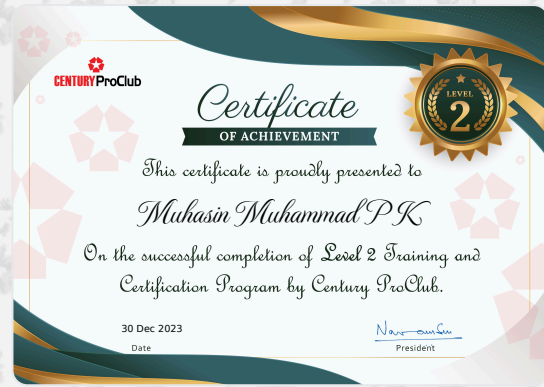 CENTURY ProClub
Certificate
OF ACHIEVEMENT
LEVEL
2
This certificate is proudly presented to
Muhasin Muhammad P K
On the successful completion of Level 2 Training and
Certification Program by Century ProClub.
30 Dec 2023
Date
President